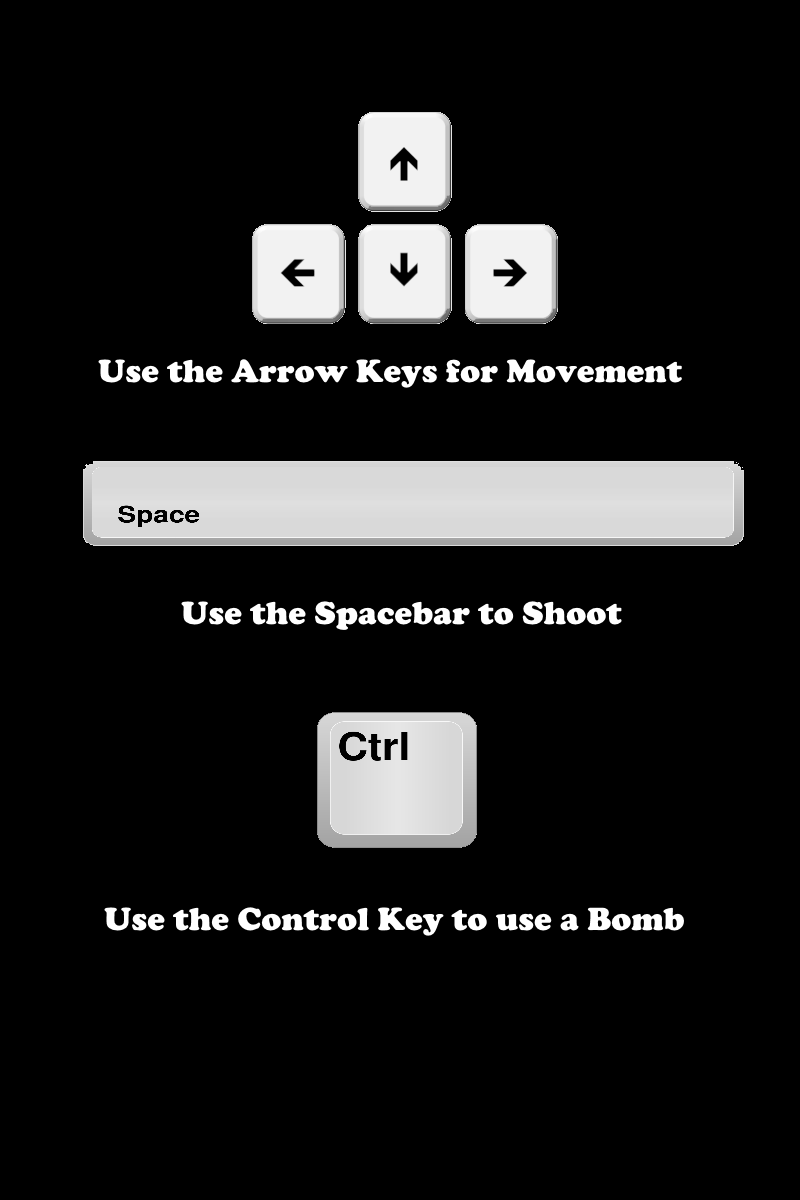 Use the Arrow Keys for Movement
Space
Use the Spacebar to Shoot
Ctrl
Use the Control Key to use a Bomb